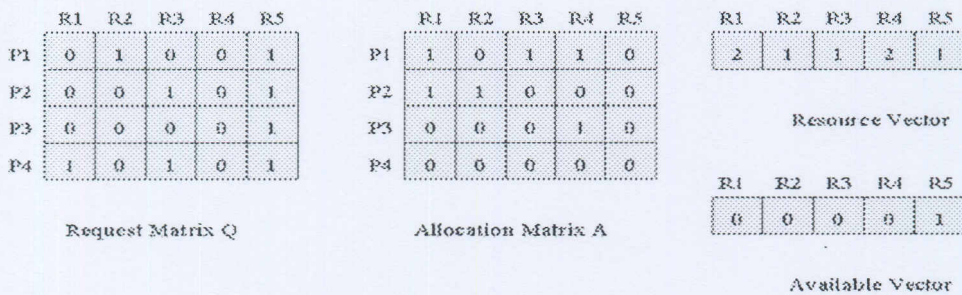 R1 R2 R3 R4 R5
P1 0 1 0 0 1
P2 0 0 1 0 1
P3 0 0 0 0 1
P4 1 0 1 0 1
Request Matrix Q
R1 R2 R3 R4 R5
P1 1 0 1 1 0
P2 1 1 0 0 0
P3 0 0 0 1 0
P4 0 0 0 0 0
Allocation Matrix A
R1 R2 R3 R4 R5
2 1 1 2 1
Resource Vector
R1 R2 R3 R4 R5
0 0 0 0 1
Available Vector